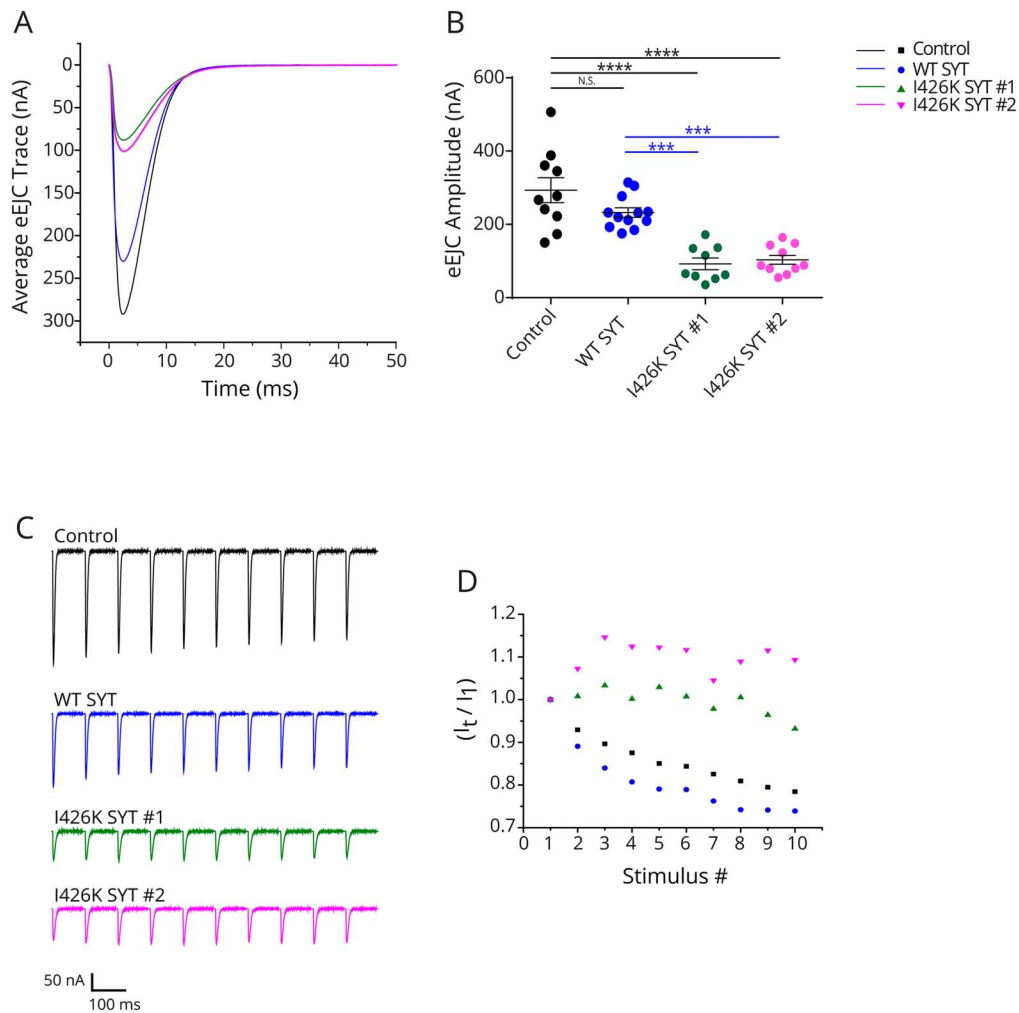 A
Average eEJC Trace (nA)
0
50
100
150
200
250
300
0 10 20 30 40 50
Time (ms)
B
eEJC Amplitude (nA)
600
400
200
0
****
****
N.S.
***
***
Control
WT SYT
I426K SYT #1
I426K SYT #2
Control
WT SYT
I426K SYT #1
I426K SYT #2
C
Control
WT SYT
I426K SYT #1
I426K SYT #2
50 nA
100 ms
D
(It / I1)
1.2
1.1
1.0
0.9
0.8
0.7
0 1 2 3 4 5 6 7 8 9 10
Stimulus #